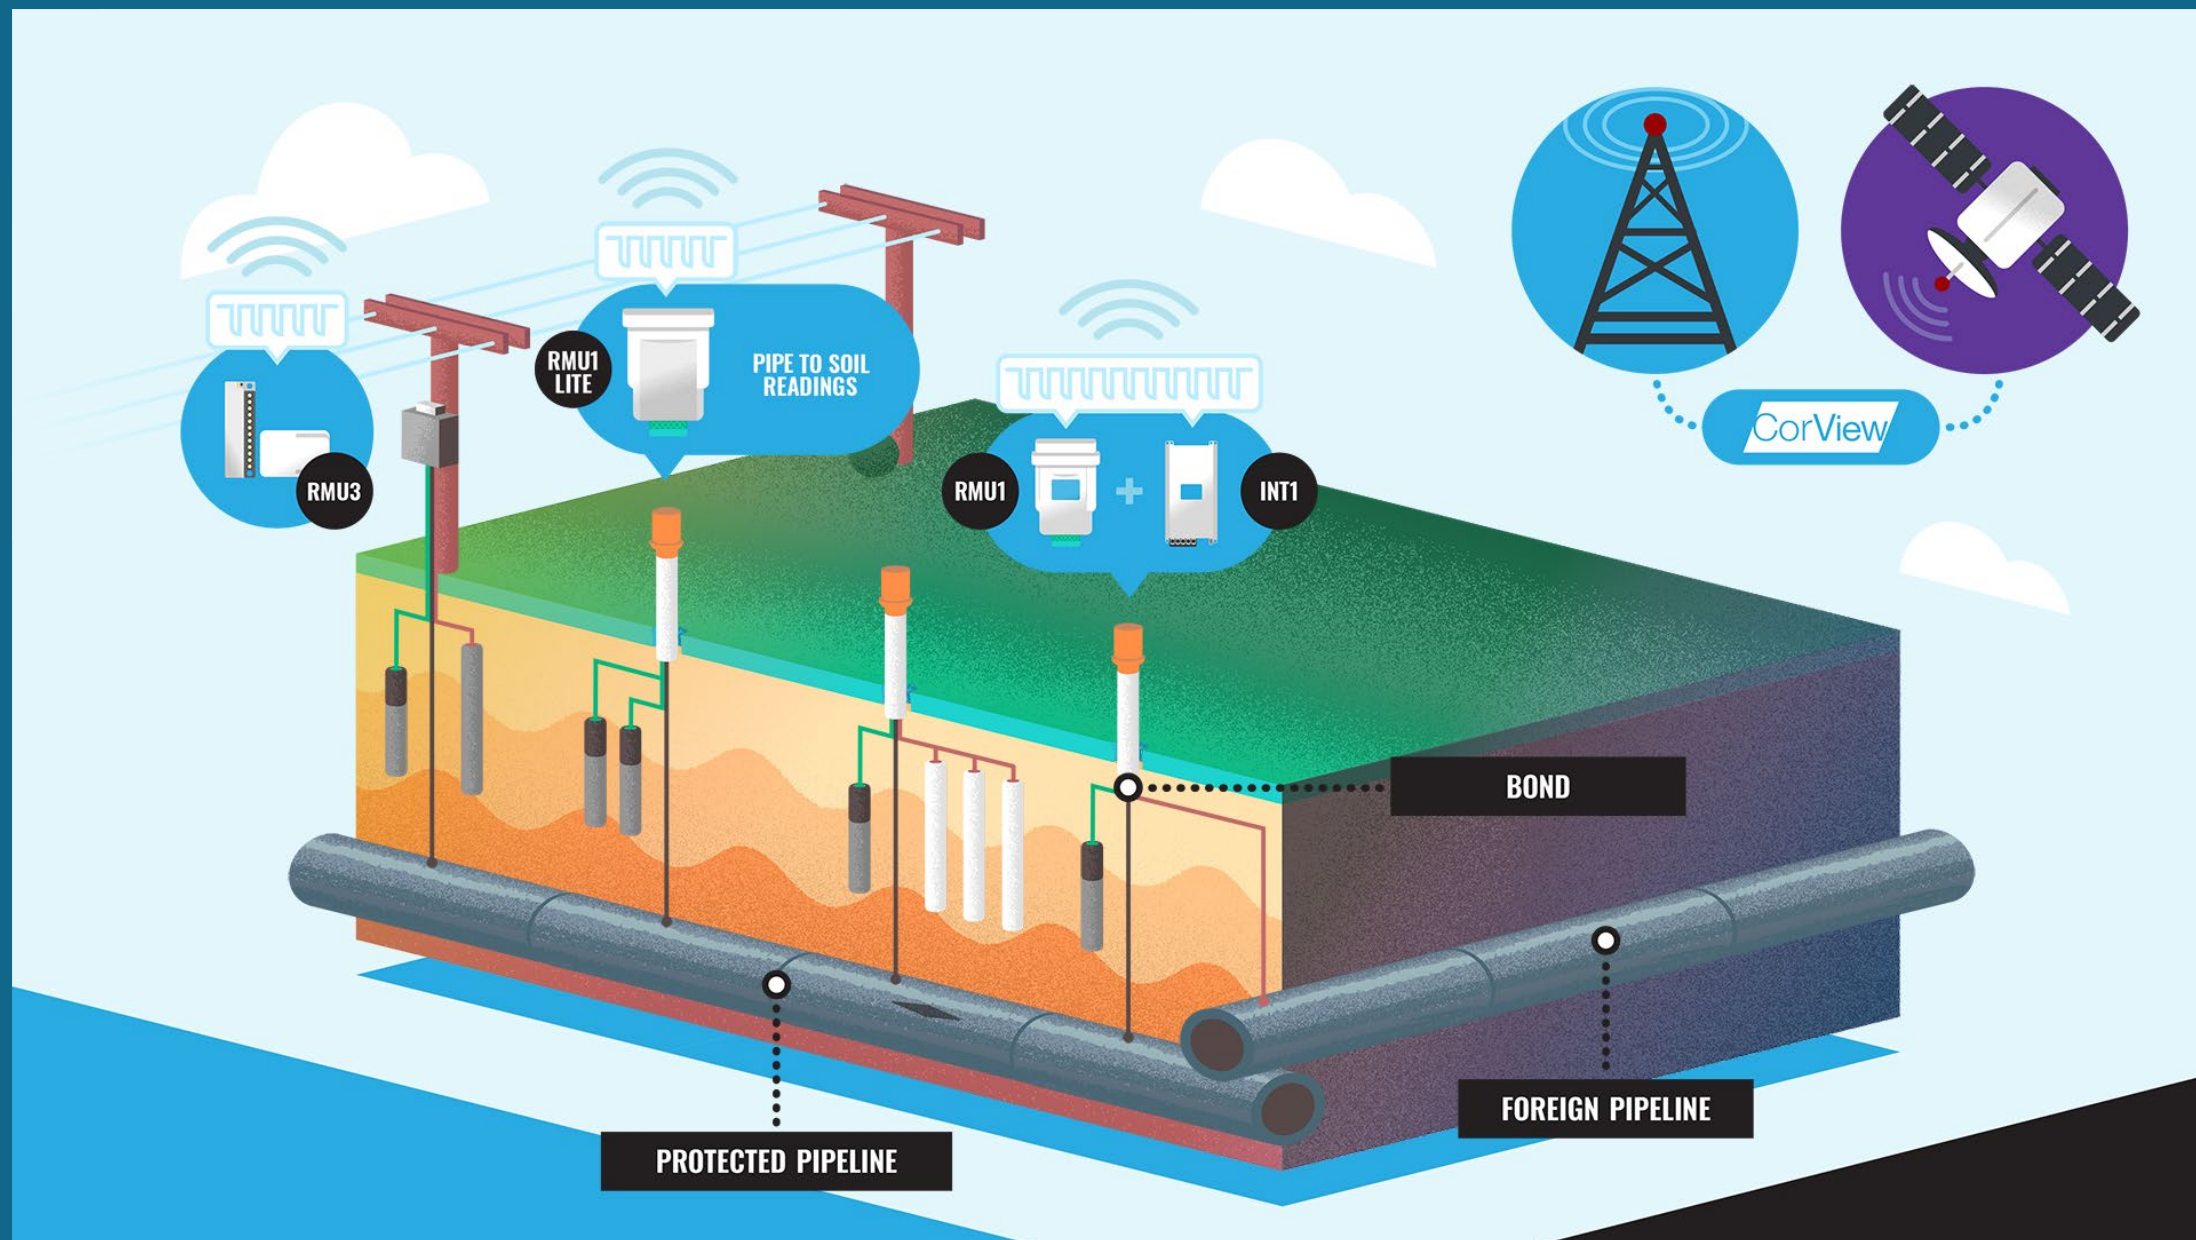 RMU1
LITE
PIPE TO SOIL
READINGS
CorView
RMU3
RMU1
INT1
BOND
FOREIGN PIPELINE
PROTECTED PIPELINE